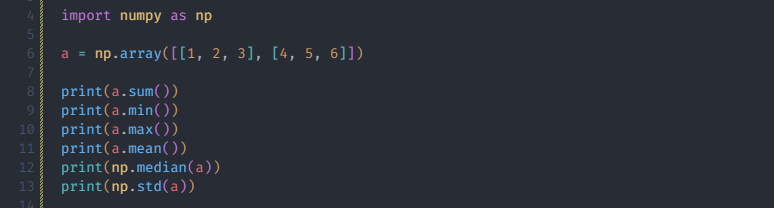 4 import numpy as np
5
6 a = np.array([[1, 2, 3], [4, 5, 6]])
7
8 print(a.sum())
9 print(a.min())
10 print(a.max())
11 print(a.mean())
12 print(np.median(a))
13 print(np.std(a))
14